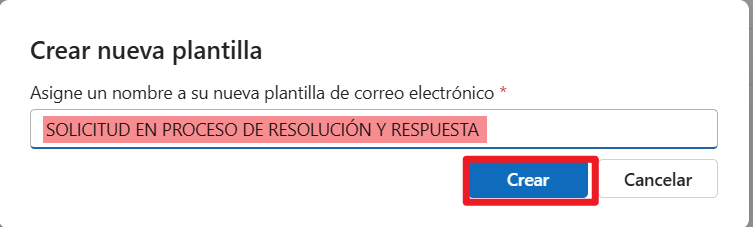 Crear nueva plantilla
Asigne un nombre a su nueva plantilla de correo electrónico *
SOLICITUD EN PROCESO DE RESOLUCIÓN Y RESPUESTA
Crear Cancelar